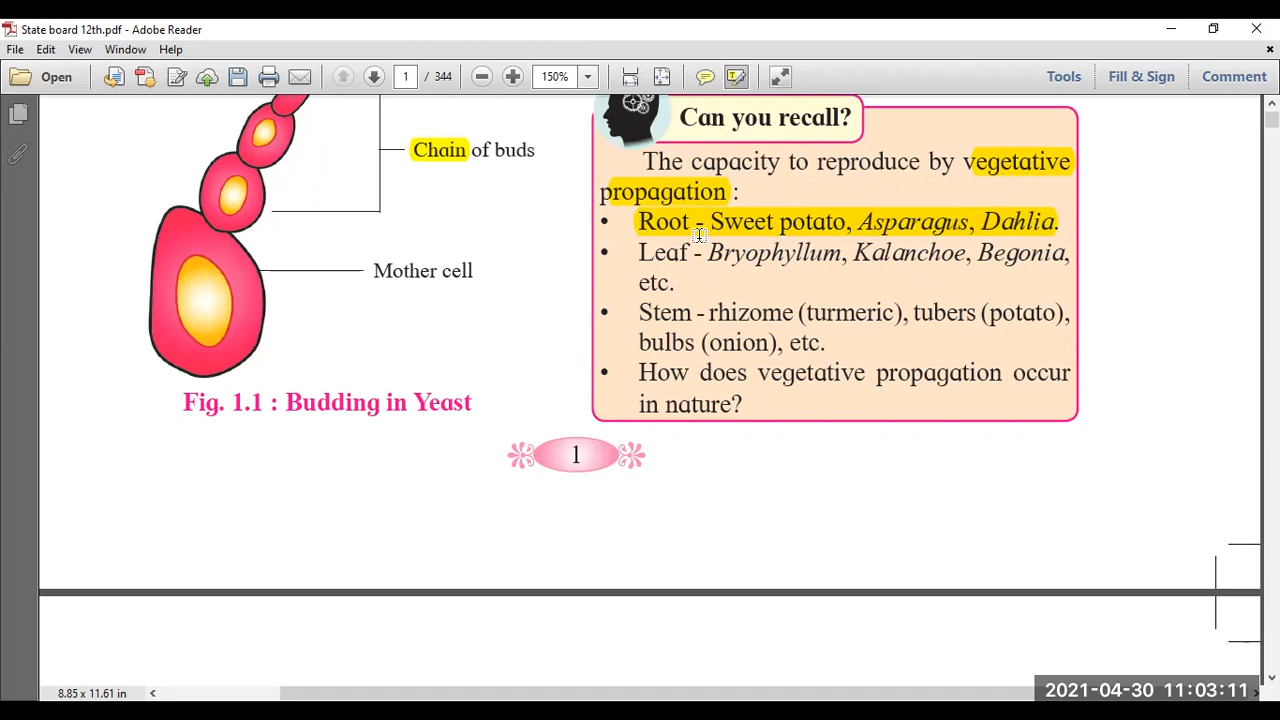 State board 12th.pdf - Adobe Reader
File Edit View Window Help
Open 1 / 344 150% Tools Fill & Sign Comment
Chain of buds
Mother cell
Fig. 1.1 : Budding in Yeast
Can you recall?
The capacity to reproduce by vegetative
propagation :
• Root - Sweet potato, Asparagus, Dahlia.
• Leaf - Bryophyllum, Kalanchoe, Begonia,
etc.
• Stem - rhizome (turmeric), tubers (potato),
bulbs (onion), etc.
• How does vegetative propagation occur
in nature?
1
8.85 x 11.61 in
2021-04-30 11:03:11